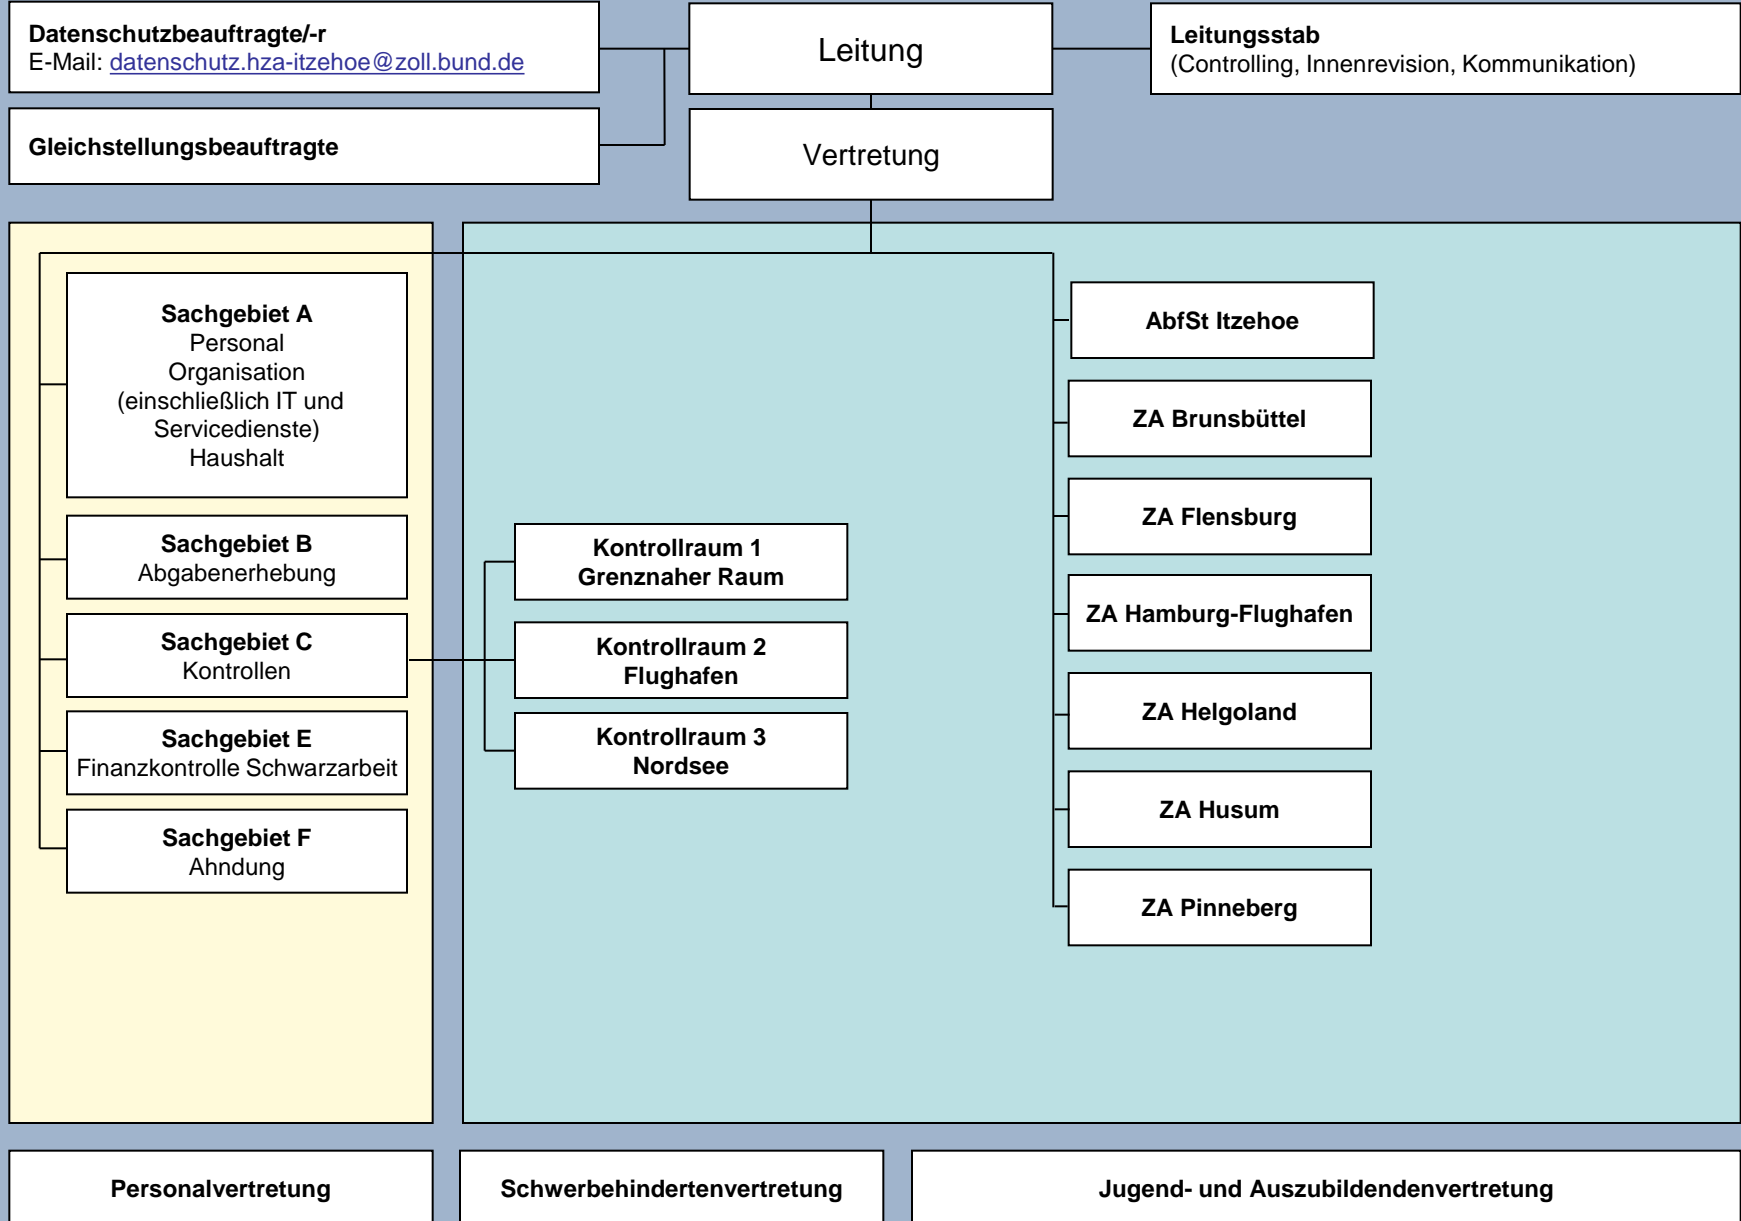 Datenschutzbeauftragte/-r
E-Mail: datenschutz.hza-itzehoe@zoll.bund.de
Leitung
Leitungsstab
(Controlling, Innenrevision, Kommunikation)
Gleichstellungsbeauftragte
Vertretung
Sachgebiet A
Personal
Organisation
(einschließlich IT und
Servicedienste)
Haushalt
Sachgebiet B
Abgabenerhebung
Sachgebiet C
Kontrollen
Sachgebiet E
Finanzkontrolle Schwarzarbeit
Sachgebiet F
Ahndung
Kontrollraum 1
Grenznaher Raum
Kontrollraum 2
Flughafen
Kontrollraum 3
Nordsee
AbfSt Itzehoe
ZA Brunsbüttel
ZA Flensburg
ZA Hamburg-Flughafen
ZA Helgoland
ZA Husum
ZA Pinneberg
Personalvertretung
Schwerbehindertenvertretung
Jugend- und Auszubildendenvertretung